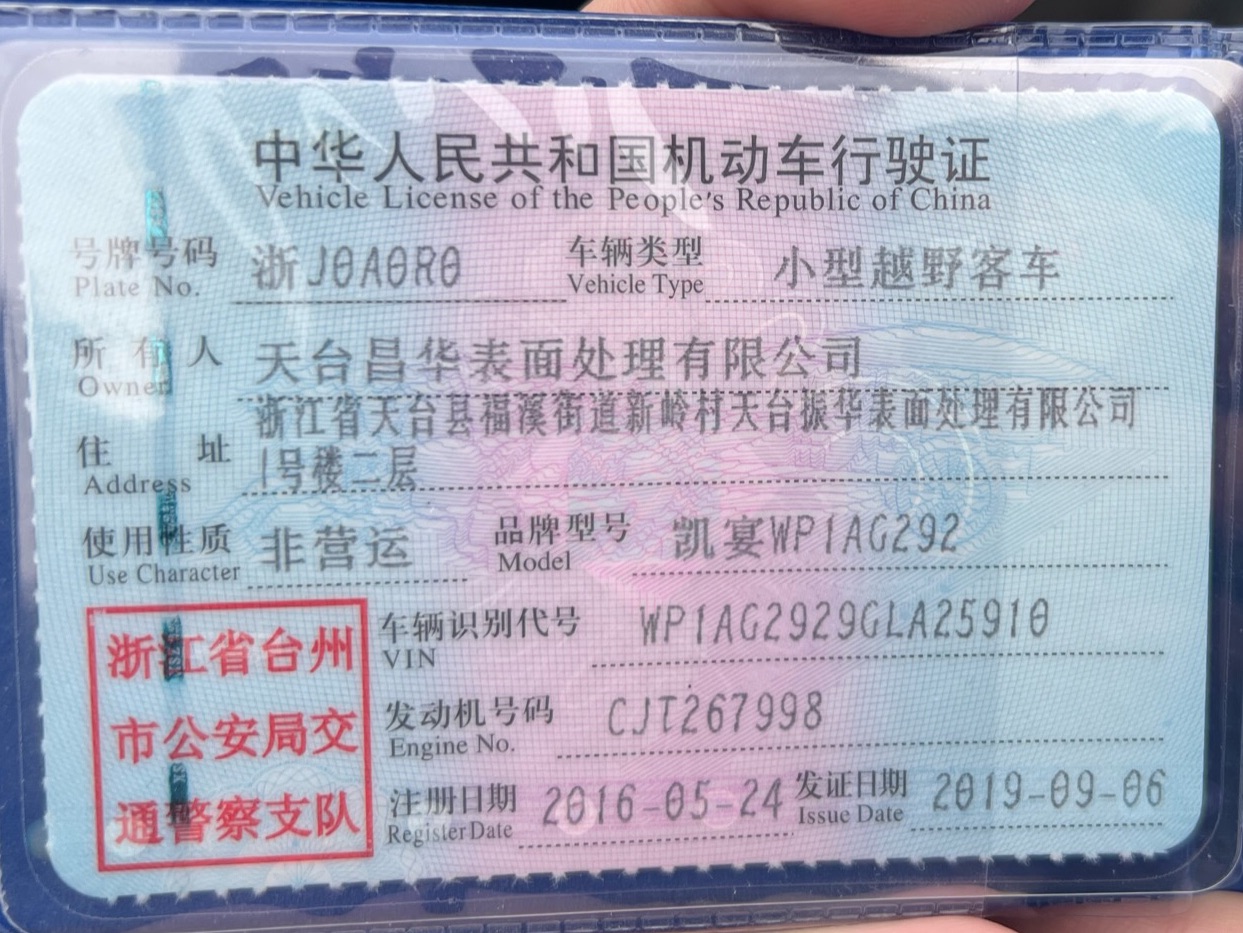 中华人民共和国机动车行驶证
Vehicle License of the People's Republic of China
号牌号码 浙J0A0R0 车辆类型 小型越野客车
Plate No. Vehicle Type
所有人 天台昌华表面处理有限公司
Owner
浙江省天台县福溪街道新岭村天台振华表面处理有限公司
住址 1号楼二层
Address
使用性质 非营运 品牌型号 凯宴WP1AG292
Use Character Model
浙江省台州
市公安局交
通警察支队
车辆识别代号 WP1AG2929GLA25910
VIN
发动机号码 CJT267998
Engine No.
注册日期 2016-05-24 发证日期 2019-09-06
Register Date Issue Date